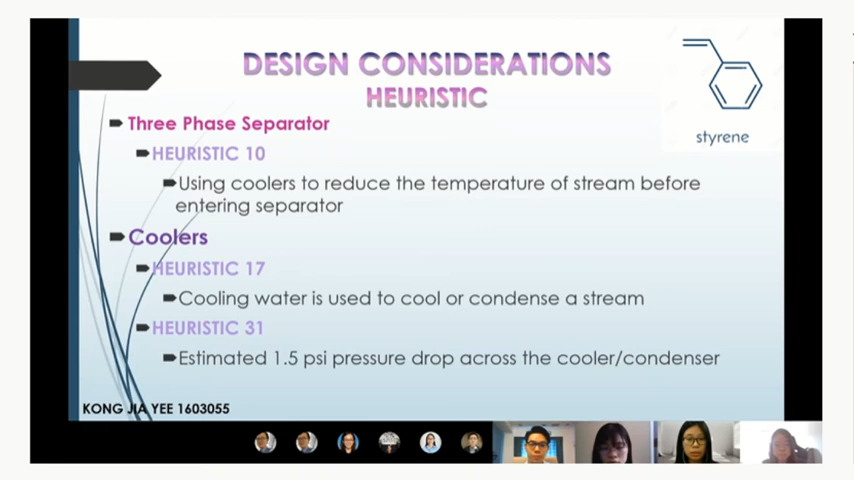 DESIGN CONSIDERATIONS
HEURISTIC
styrene
Three Phase Separator
HEURISTIC 10
Using coolers to reduce the temperature of stream before
entering separator
Coolers
HEURISTIC 17
Cooling water is used to cool or condense a stream
HEURISTIC 31
Estimated 1.5 psi pressure drop across the cooler/condenser
KONG JIA YEE 1603055